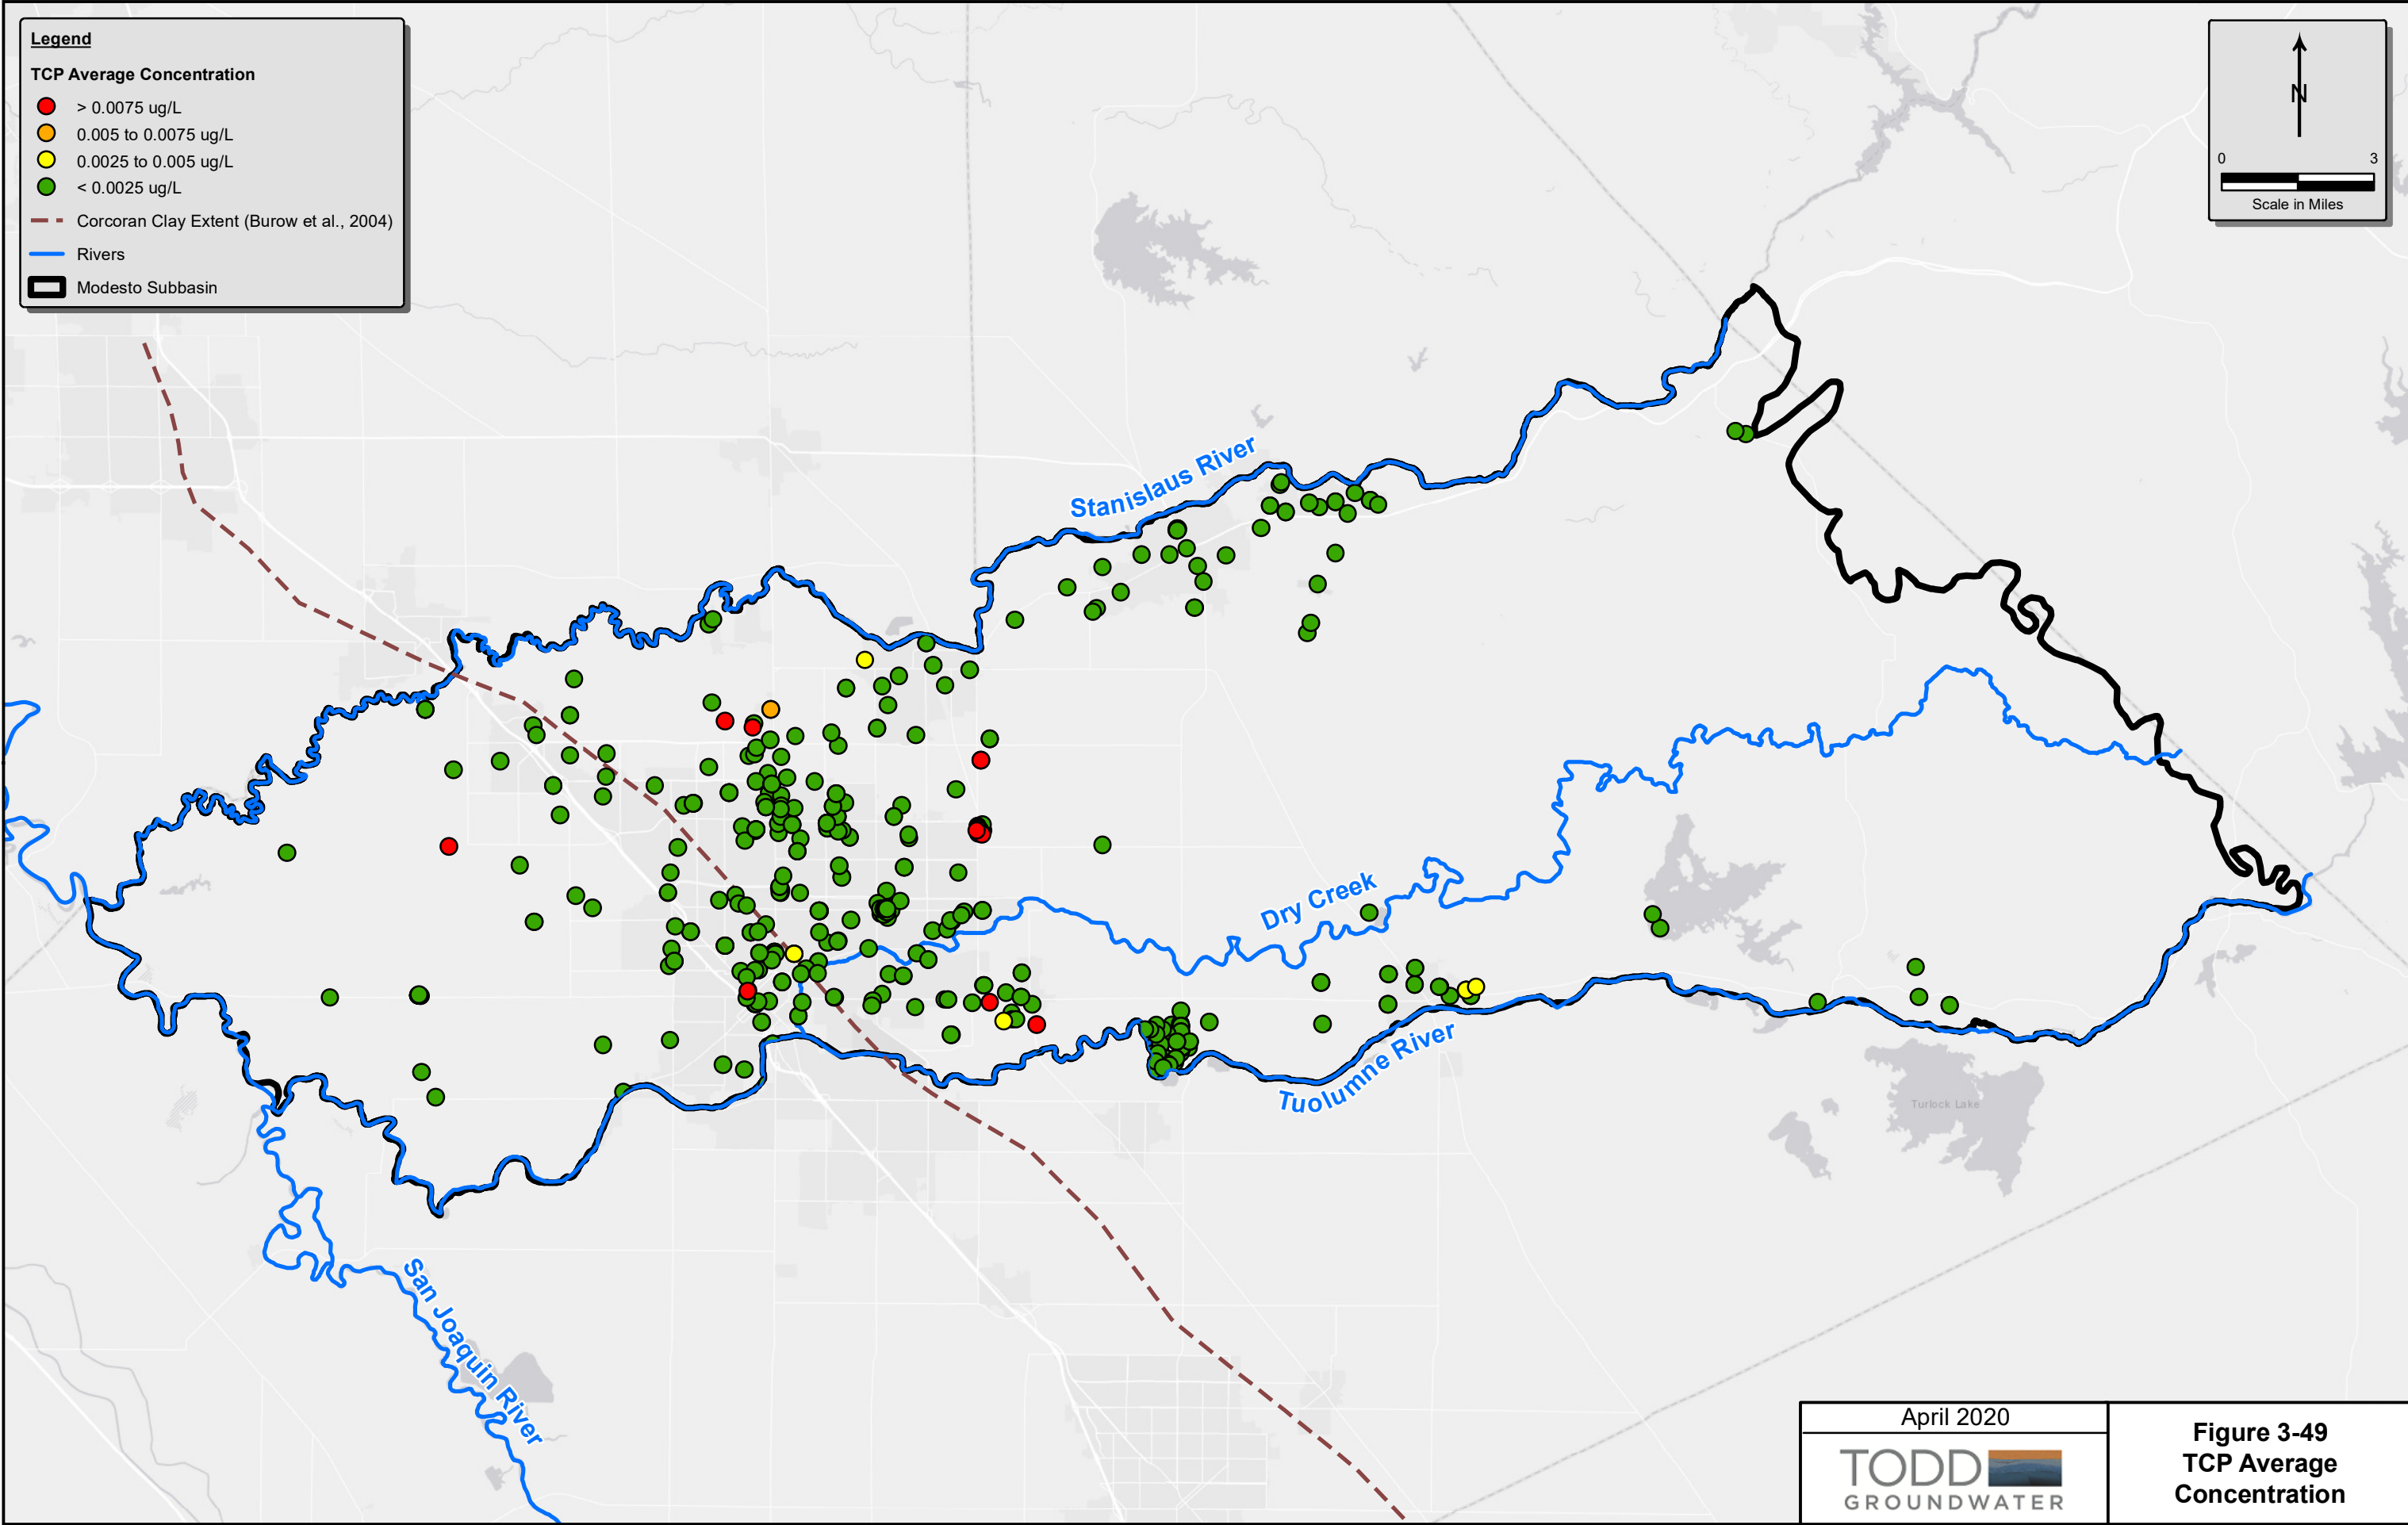 Legend
TCP Average Concentration
> 0.0075 ug/L
0.005 to 0.0075 ug/L
0.0025 to 0.005 ug/L
< 0.0025 ug/L
Corcoran Clay Extent (Burow et al., 2004)
Rivers
Modesto Subbasin
N
0 3
Scale in Miles
Stanislaus River
Dry Creek
Tuolumne River
Turlock Lake
San Joaquin River
April 2020
TODD
GROUNDWATER
Figure 3-49
TCP Average
Concentration